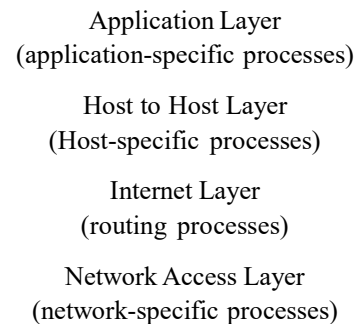 Application Layer
(application-specific processes)
Host to Host Layer
(Host-specific processes)
Internet Layer
(routing processes)
Network Access Layer
(network-specific processes)